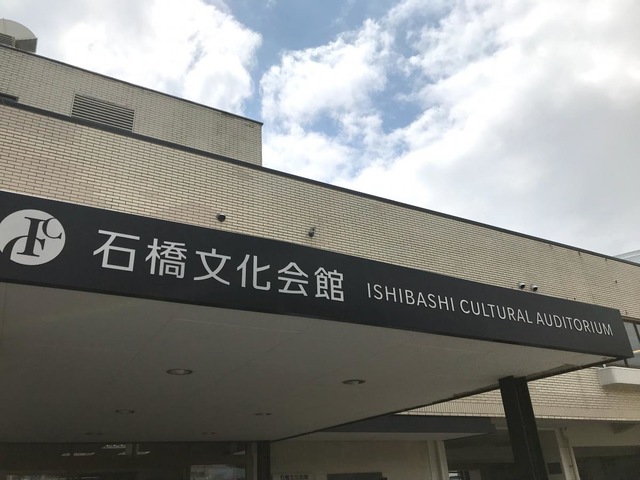 石橋文化会館 ISHIBASHI CULTURAL AUDITORIUM